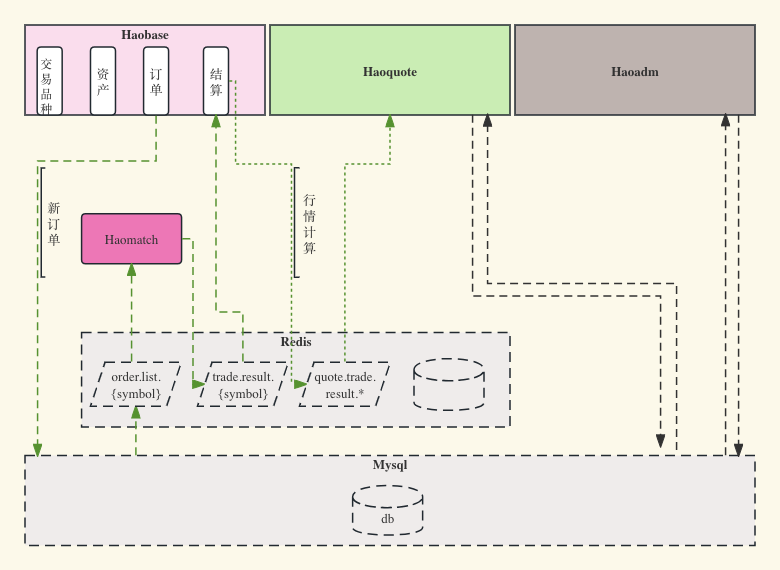 Haobase
交易品种
资产
订单
结算
Haoquote
Haoadm
新订单
行情计算
Haomatch
Redis
order.list.
{symbol}
trade.result.
{symbol}
quote.trade.
result.*
Mysql
db